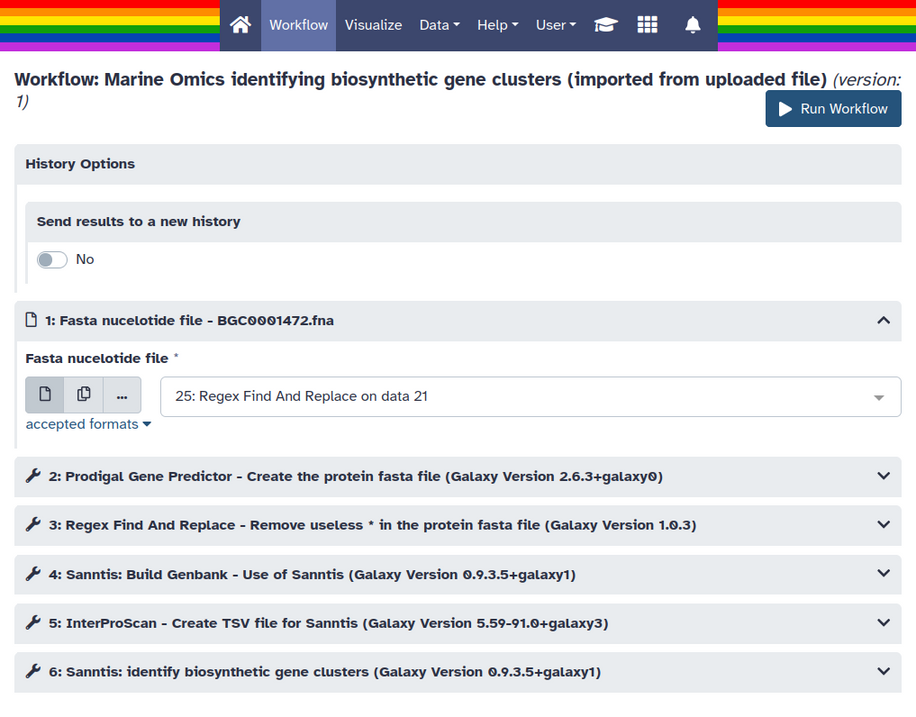 Workflow Visualize Data Help User
Workflow: Marine Omics identifying biosynthetic gene clusters (imported from uploaded file) (version:
1)
Run Workflow
History Options
Send results to a new history
No
1: Fasta nucelotide file - BGC0001472.fna
Fasta nucelotide file *
...
25: Regex Find And Replace on data 21
accepted formats
2: Prodigal Gene Predictor - Create the protein fasta file (Galaxy Version 2.6.3+galaxy0)
3: Regex Find And Replace - Remove useless * in the protein fasta file (Galaxy Version 1.0.3)
4: Sanntis: Build Genbank - Use of Sanntis (Galaxy Version 0.9.3.5+galaxy1)
5: InterProScan - Create TSV file for Sanntis (Galaxy Version 5.59-91.0+galaxy3)
6: Sanntis: identify biosynthetic gene clusters (Galaxy Version 0.9.3.5+galaxy1)